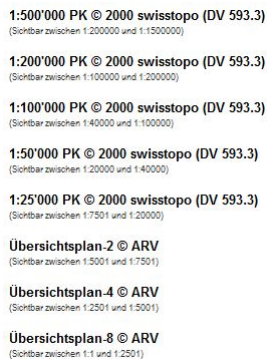 1:500'000 PK © 2000 swisstopo (DV 593.3)
(Sichtbar zwischen 1:200000 und 1:1500000)
1:200'000 PK © 2000 swisstopo (DV 593.3)
(Sichtbar zwischen 1:100000 und 1:200000)
1:100'000 PK © 2000 swisstopo (DV 593.3)
(Sichtbar zwischen 1:40000 und 1:100000)
1:50'000 PK © 2000 swisstopo (DV 593.3)
(Sichtbar zwischen 1:20000 und 1:40000)
1:25'000 PK © 2000 swisstopo (DV 593.3)
(Sichtbar zwischen 1:7501 und 1:20000)
Übersichtsplan-2 © ARV
(Sichtbar zwischen 1:5001 und 1:7501)
Übersichtsplan-4 © ARV
(Sichtbar zwischen 1:2501 und 1:5001)
Übersichtsplan-8 © ARV
(Sichtbar zwischen 1:1 und 1:2501)